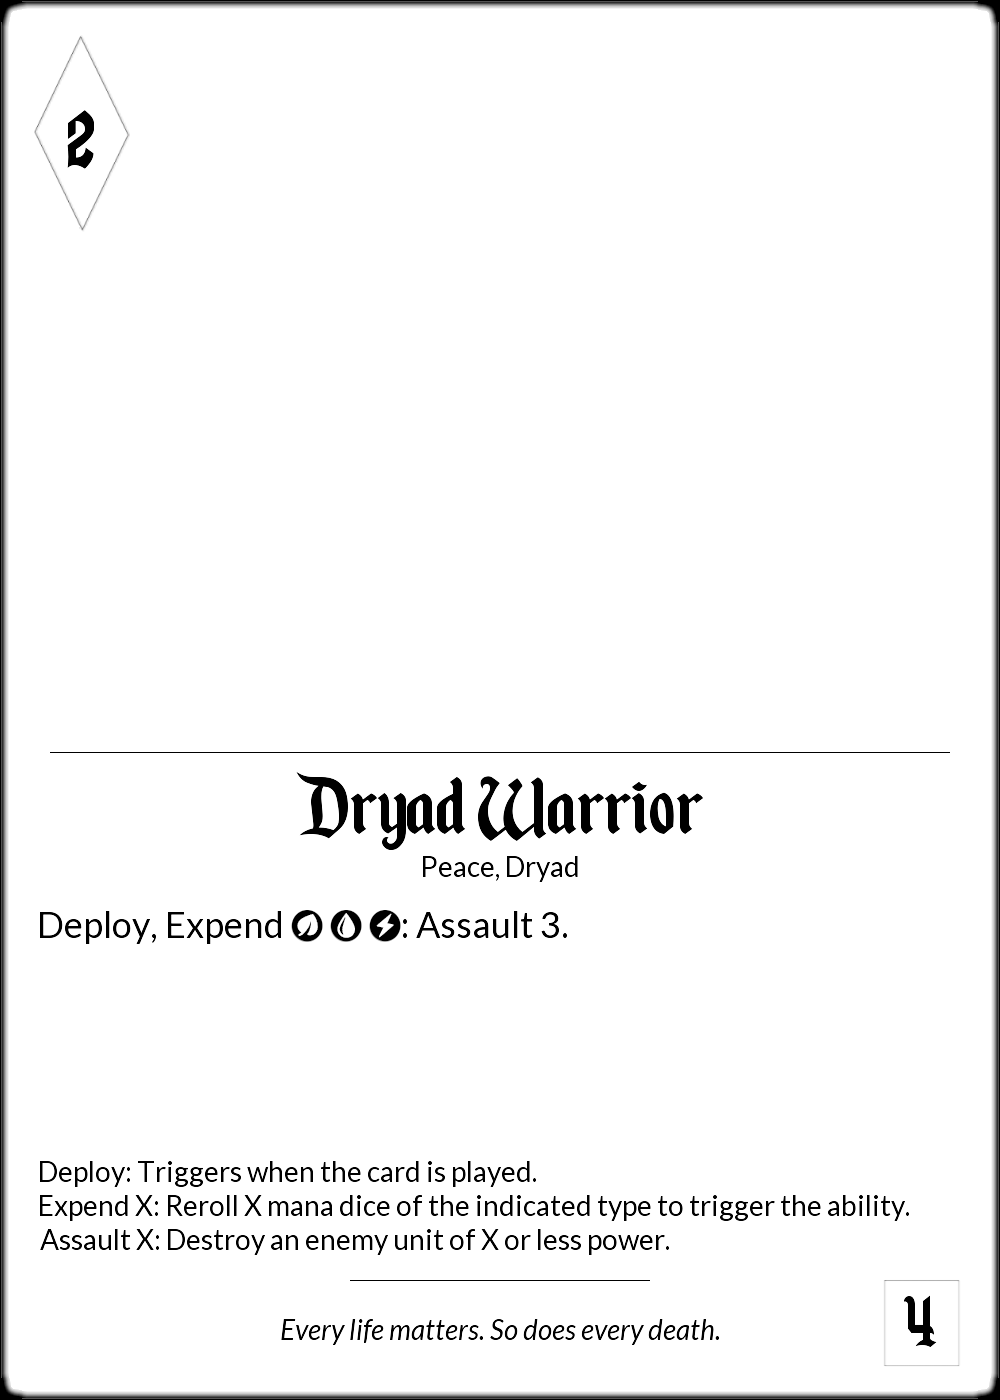 2
Dryad Warrior
Peace, Dryad
Deploy, Expend : Assault 3.
Deploy: Triggers when the card is played.
Expend X: Reroll X mana dice of the indicated type to trigger the ability.
Assault X: Destroy an enemy unit of X or less power.
Every life matters. So does every death.
4